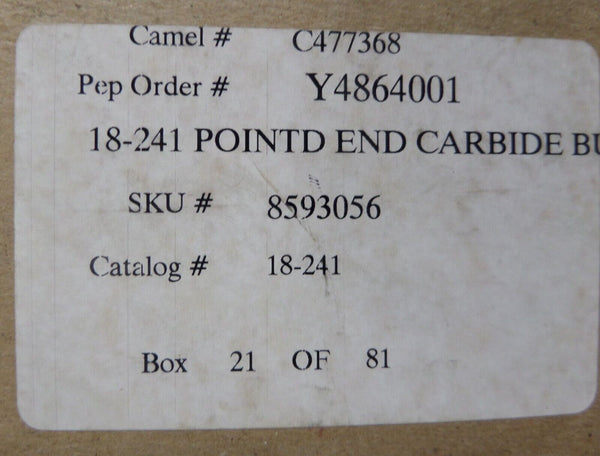 Camel # C477368
Pep Order # Y4864001
18-241 POINTD END CARBIDE BU
SKU # 8593056
Catalog # 18-241
Box 21 OF 81